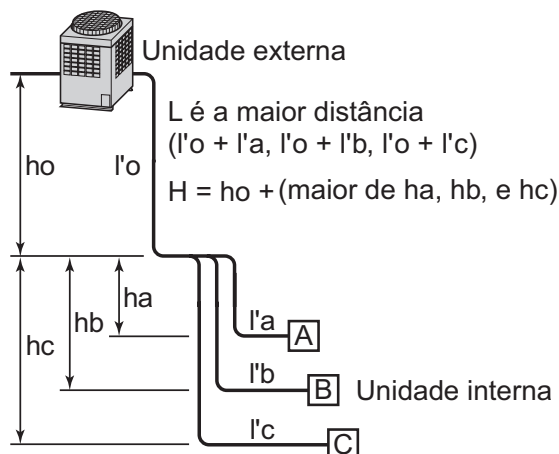 Unidade externa
L é a maior distância
(l'o + l'a, l'o + l'b, l'o + l'c)
H = ho + (maior de ha, hb, e hc)
ho
l'o
ha
hb
hc
l'a
A
l'b
B
Unidade interna
l'c
C